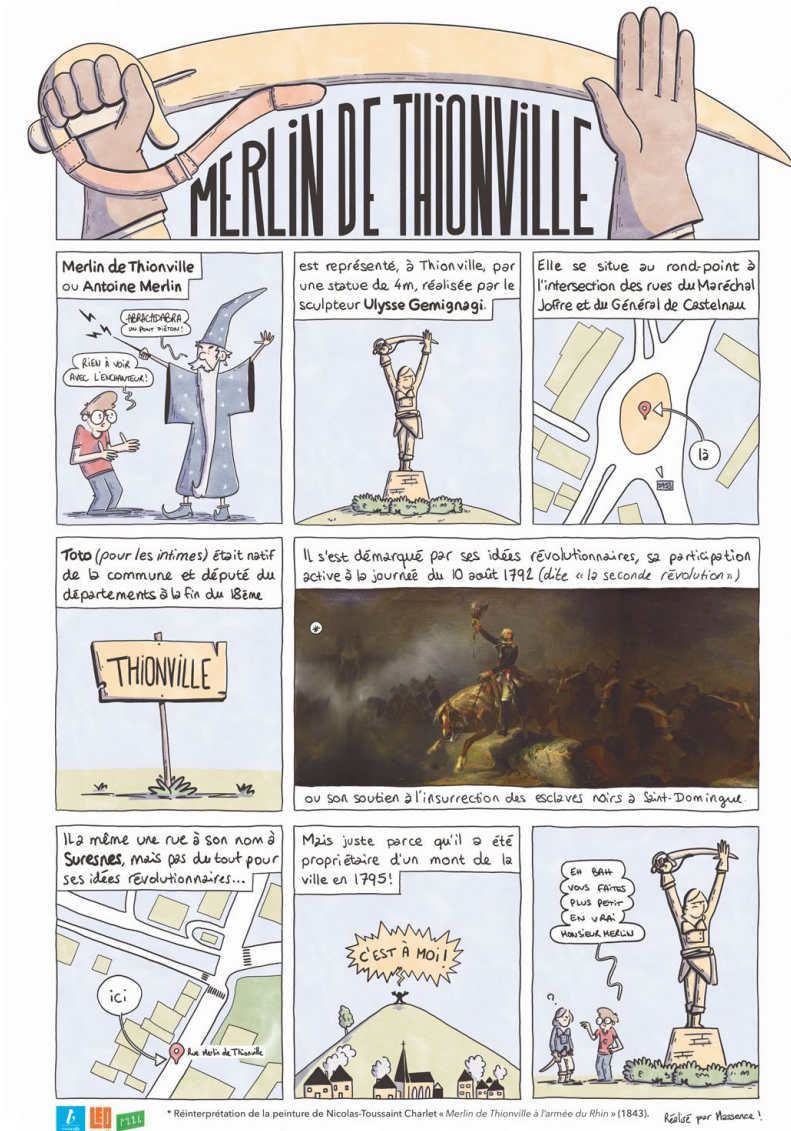 MERLIN DE THIONVILLE
Merlin de Thionville
ou Antoine Merlin
ABRACADABRA
UN PONT PIÉTON!
RIEN À VOIR
AVEC L'ENCHANTEUR!
est représenté, à Thionville, par
une statue de 4m, réalisée par le
sculpteur Ulysse Gemignagi.
Elle se situe au rond-point à
l'intersection des rues du Maréchal
Joffre et du Général de Castelnau
là
D953
Toto (pour les intimes) était natif
de la commune et député du
départements à la fin du 18ème
THIONVILLE
Il s'est démarqué par ses idées révolutionnaires, sa participation
active à la journée du 10 août 1792 (dite « la seconde révolution »)
*
ou son soutien à l'insurrection des esclaves noirs à Saint-Domingue.
Il a même une rue à son nom à
Suresnes, mais pas du tout pour
ses idées révolutionnaires...
ici
Rue Merlin de Thionville
Mais juste parce qu'il a été
propriétaire d'un mont de la
ville en 1795!
C'EST À MOI!
EH BAH
VOUS FAITES
PLUS PETIT
EN VRAI
MONSIEUR MERLIN
?
* Réinterprétation de la peinture de Nicolas-Toussaint Charlet « Merlin de Thionville à l'armée du Rhin » (1843).
Réalisé par Massence!